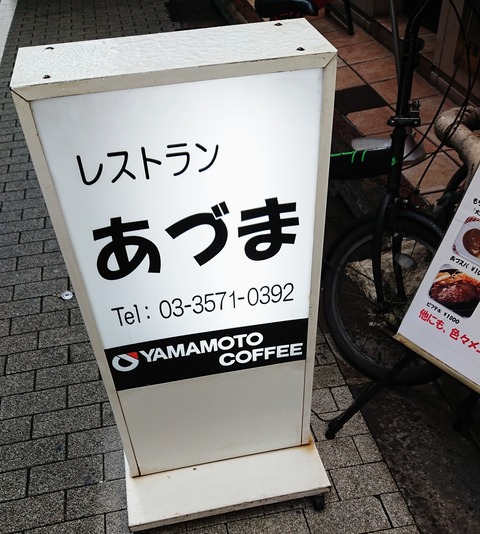 レストラン
あづま
Tel: 03-3571-0392
YAMAMOTO
COFFEE
ビフテキ ¥1000
他にも、色々メ